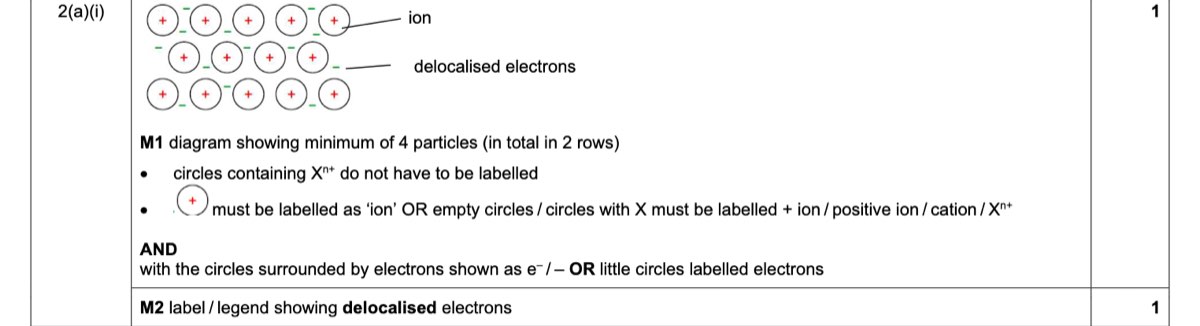 2(a)(i)
1
+ - + - + + - + - +
ion
- + - + - + - + -
delocalised electrons
+ - + - + + - +
M1 diagram showing minimum of 4 particles (in total in 2 rows)
• circles containing Xⁿ⁺ do not have to be labelled
• + must be labelled as ‘ion’ OR empty circles / circles with X must be labelled + ion / positive ion / cation / Xⁿ⁺
AND
with the circles surrounded by electrons shown as e⁻ / – OR little circles labelled electrons
M2 label / legend showing delocalised electrons
1